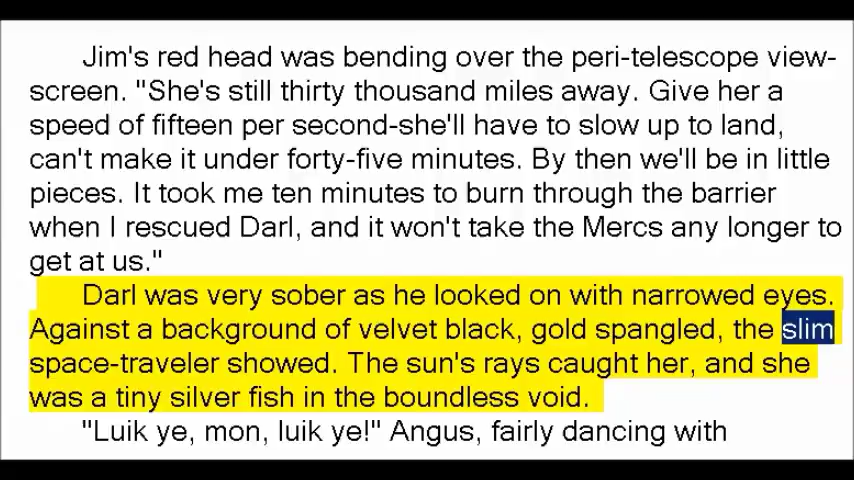 Jim's red head was bending over the peri-telescope view-
screen. "She's still thirty thousand miles away. Give her a
speed of fifteen per second-she'll have to slow up to land,
can't make it under forty-five minutes. By then we'll be in little
pieces. It took me ten minutes to burn through the barrier
when I rescued Darl, and it won't take the Mercs any longer to
get at us."
Darl was very sober as he looked on with narrowed eyes.
Against a background of velvet black, gold spangled, the slim
space-traveler showed. The sun's rays caught her, and she
was a tiny silver fish in the boundless void.
"Luik ye, mon, luik ye!" Angus, fairly dancing with